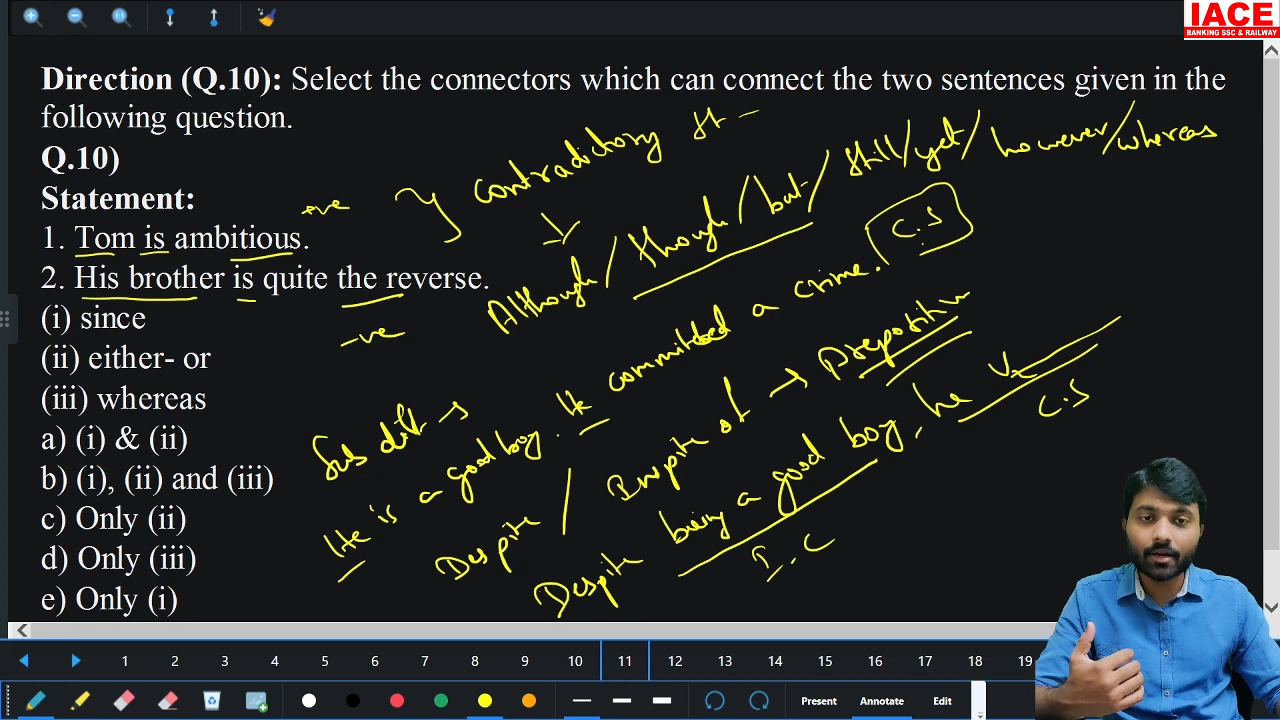 IACE
BANKING SSC & RAILWAY
Direction (Q.10): Select the connectors which can connect the two sentences given in the
following question.
Q.10)
Statement:
1. Tom is ambitious.
2. His brother is quite the reverse.
(i) since
(ii) either- or
(iii) whereas
a) (i) & (ii)
b) (i), (ii) and (iii)
c) Only (ii)
d) Only (iii)
e) Only (i)
+ve
-ve
contradictory st -
Although/though/but/still/yet/however/whereas
C.S
Sub diff →
He is a good boy. He committed a crime.
Despite / Inspite of → Preposition
Despite being a good boy, he
I.C
C.S
1 2 3 4 5 6 7 8 9 10 11 12 13 14 15 16 17 18 19
Present Annotate Edit